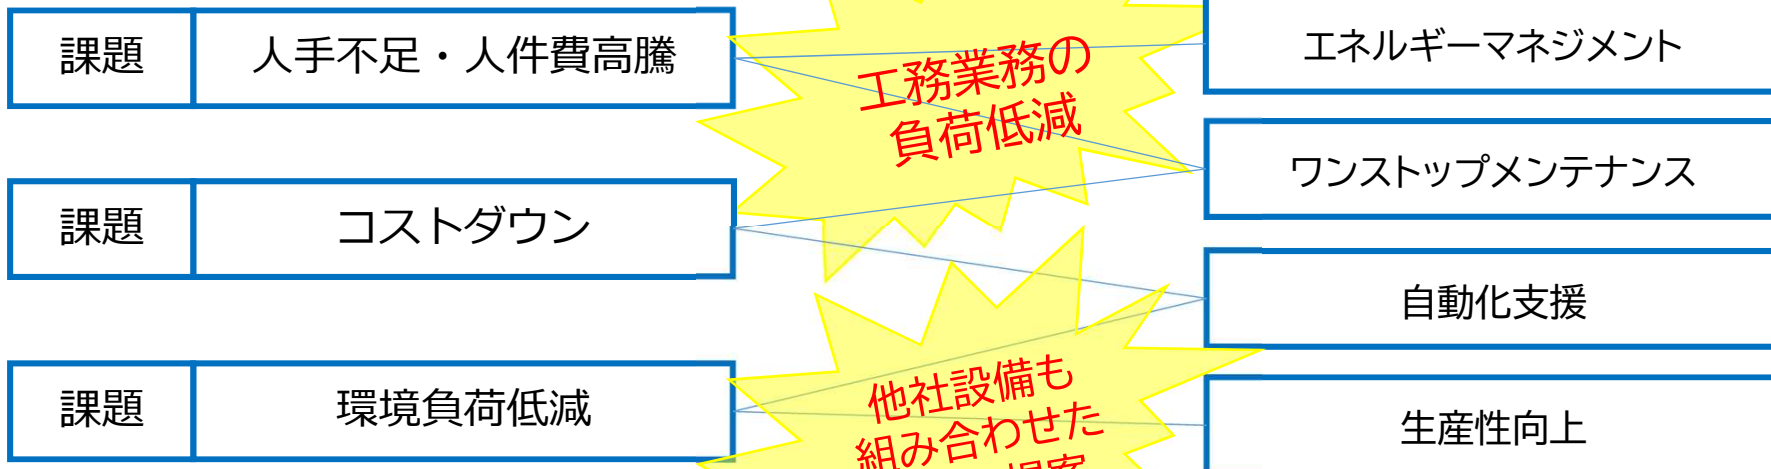 課題 人手不足・人件費高騰
課題 コストダウン
課題 環境負荷低減
工務業務の
負荷低減
他社設備も
組み合わせた
提案
エネルギーマネジメント
ワンストップメンテナンス
自動化支援
生産性向上